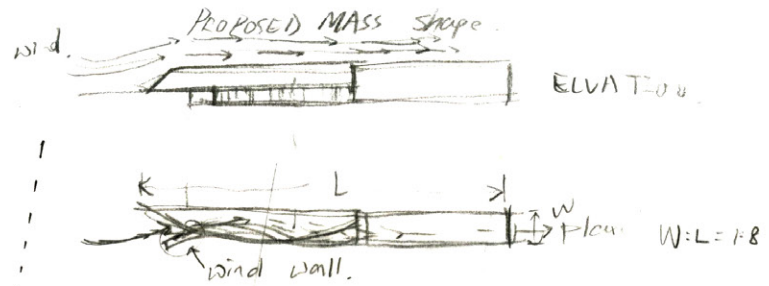 PROPOSED MASS shape.
wind.
ELVATION
L
W
plan
W:L=1:8
wind wall.